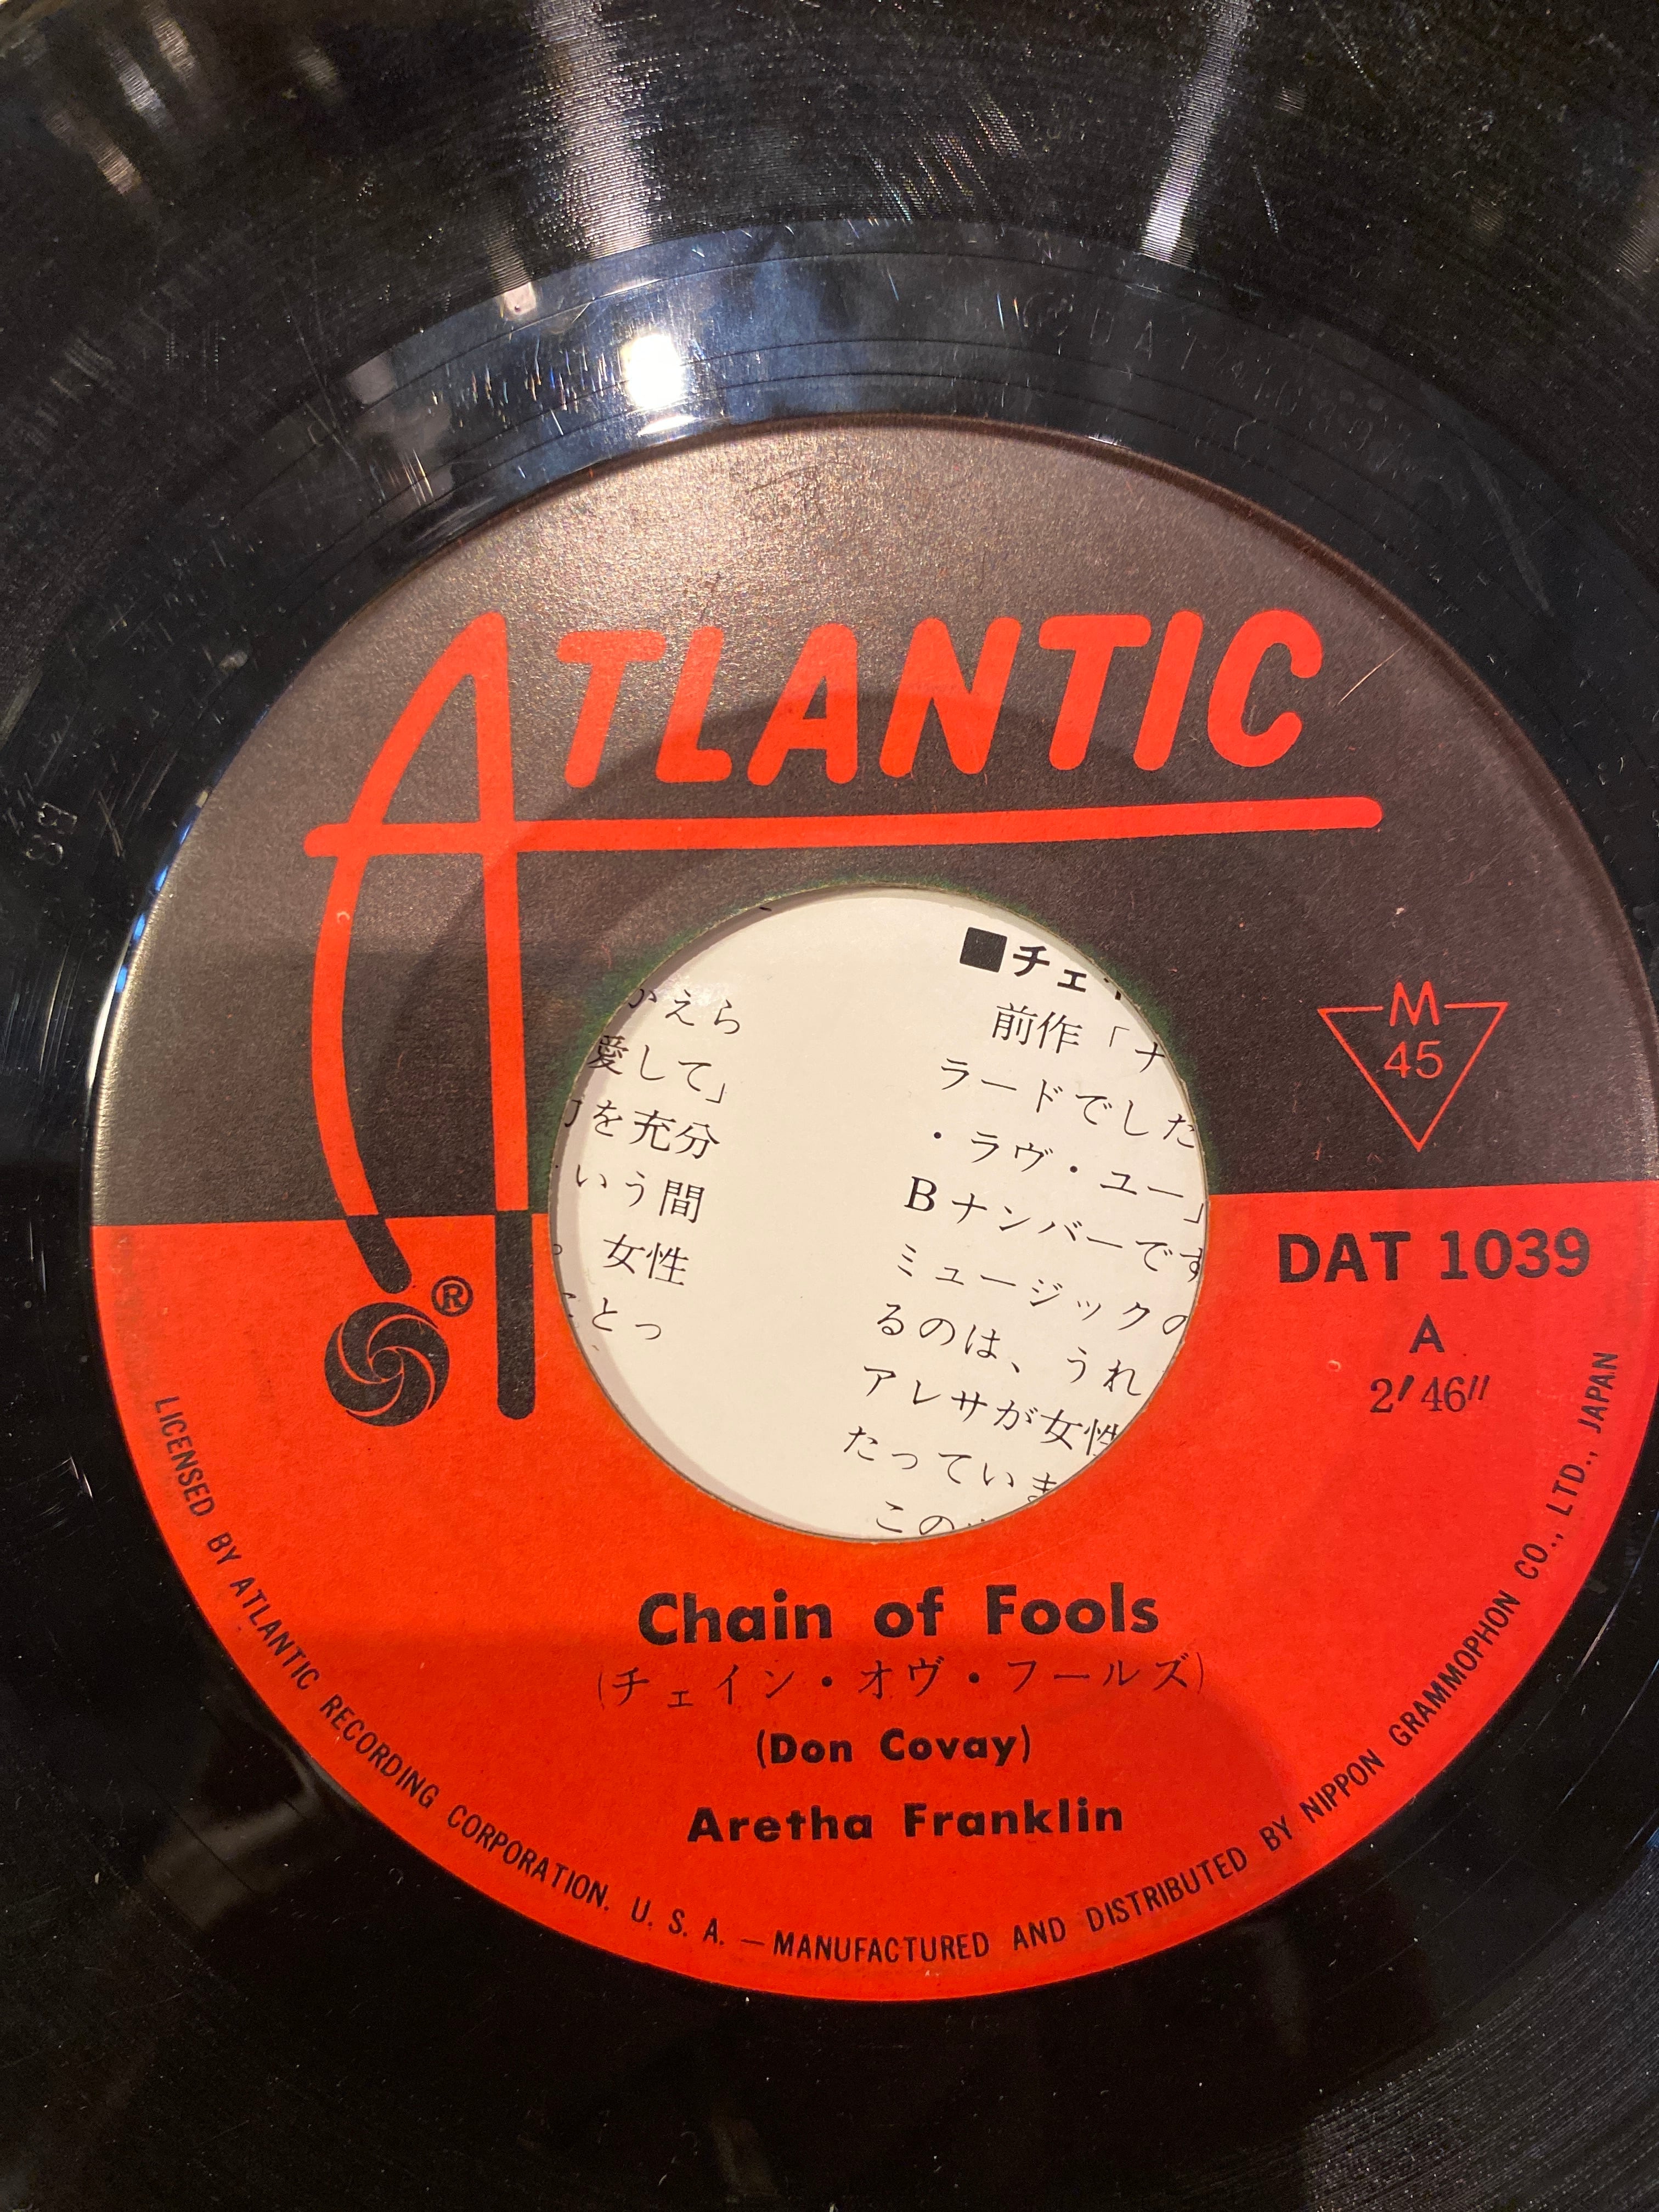 ATLANTIC
®
M
45
DAT 1039
A
2′46″
■チェ
前作「ナ
ラードでした
・ラヴ・ユー」
Bナンバーです
ミュージックの
るのは、うれ
アレサが女性
たっていま
この
かえら
愛して」
を充分
いう間
。女性
ことっ
Chain of Fools
(チェイン・オヴ・フールズ)
(Don Covay)
Aretha Franklin
LICENSED BY ATLANTIC RECORDING CORPORATION. U. S. A. — MANUFACTURED AND DISTRIBUTED BY NIPPON GRAMMOPHON CO., LTD., JAPAN